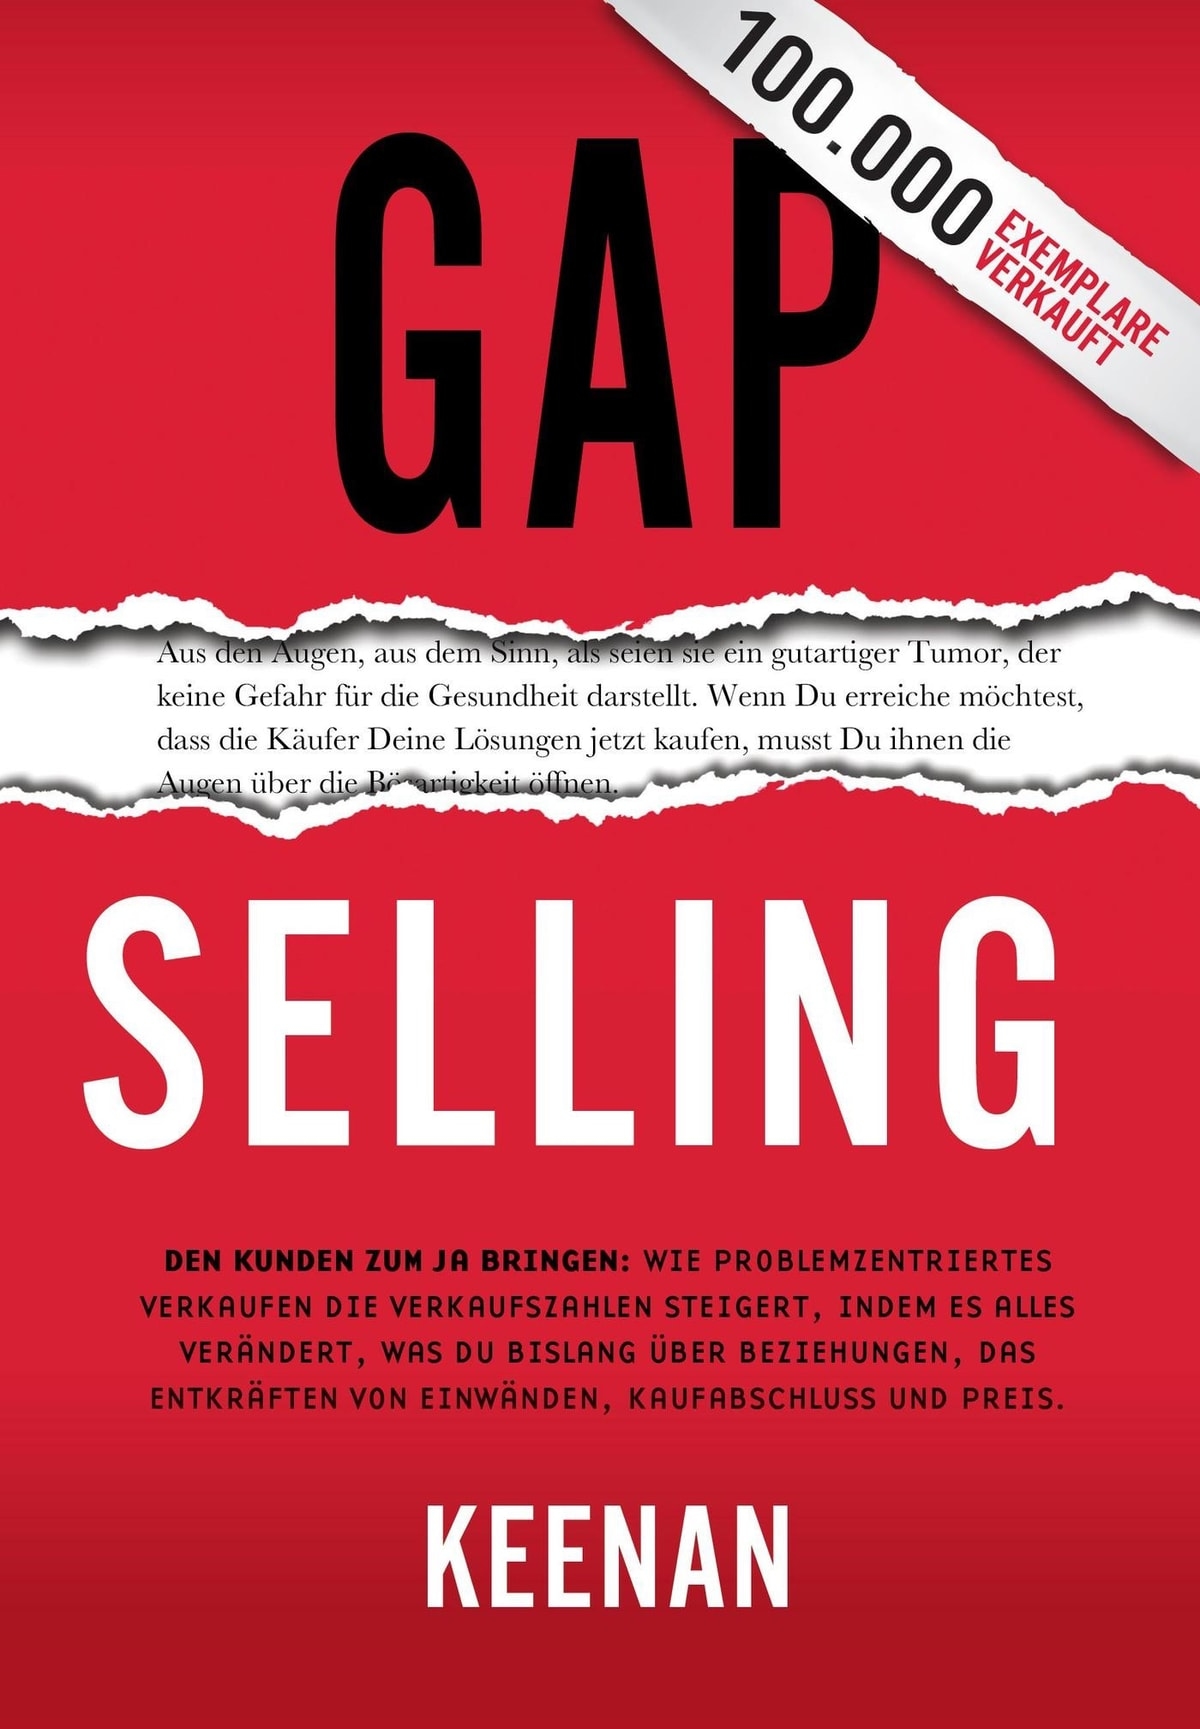 100.000
EXEMPLARE
VERKAUFT
GAP
Aus den Augen, aus dem Sinn, als seien sie ein gutartiger Tumor, der
keine Gefahr für die Gesundheit darstellt. Wenn Du erreiche möchtest,
dass die Käufer Deine Lösungen jetzt kaufen, musst Du ihnen die
Augen über die Bösartigkeit öffnen.
SELLING
DEN KUNDEN ZUM JA BRINGEN: WIE PROBLEMZENTRIERTES
VERKAUFEN DIE VERKAUFSZAHLEN STEIGERT, INDEM ES ALLES
VERÄNDERT, WAS DU BISLANG ÜBER BEZIEHUNGEN, DAS
ENTKRÄFTEN VON EINWÄNDEN, KAUFABSCHLUSS UND PREIS.
KEENAN